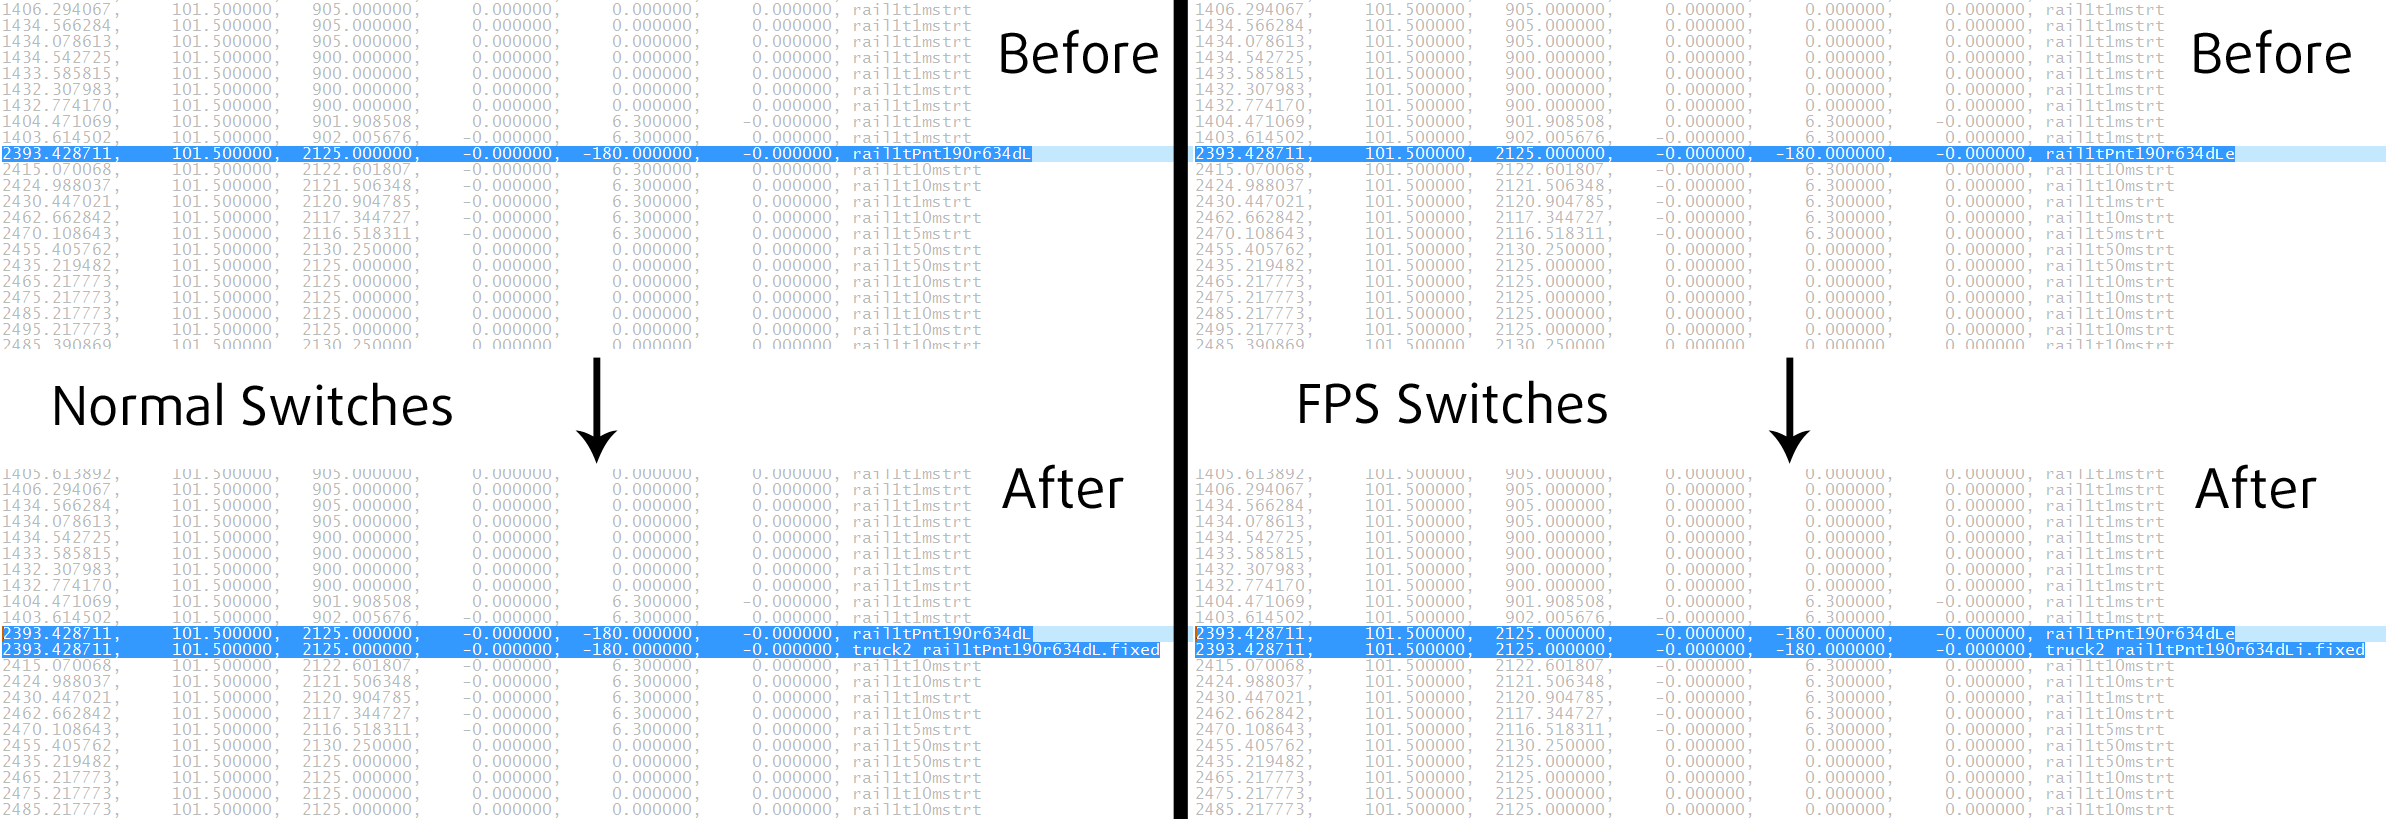 1406.294067, 101.500000, 905.000000, 0.000000, 0.000000, 0.000000, rail1t1mstrt
1434.566284, 101.500000, 905.000000, 0.000000, 0.000000, 0.000000, rail1t1mstrt
1434.078613, 101.500000, 905.000000, 0.000000, 0.000000, 0.000000, rail1t1mstrt
1434.542725, 101.500000, 900.000000, 0.000000, 0.000000, 0.000000, rail1t1mstrt
1433.585815, 101.500000, 900.000000, 0.000000, 0.000000, 0.000000, rail1t1mstrt
1432.307983, 101.500000, 900.000000, 0.000000, 0.000000, 0.000000, rail1t1mstrt
1432.774170, 101.500000, 900.000000, 0.000000, 0.000000, 0.000000, rail1t1mstrt
1404.471069, 101.500000, 901.908508, 0.000000, 6.300000, -0.000000, rail1t1mstrt
1403.614502, 101.500000, 902.005676, -0.000000, 6.300000, 0.000000, rail1t1mstrt
2393.428711, 101.500000, 2125.000000, -0.000000, -180.000000, -0.000000, rail1tPnt190r634dL
2415.070068, 101.500000, 2122.601807, -0.000000, 6.300000, 0.000000, rail1t10mstrt
2424.988037, 101.500000, 2121.506348, -0.000000, 6.300000, 0.000000, rail1t10mstrt
2430.447021, 101.500000, 2120.904785, -0.000000, 6.300000, 0.000000, rail1t1mstrt
2462.662842, 101.500000, 2117.344727, -0.000000, 6.300000, 0.000000, rail1t10mstrt
2470.108643, 101.500000, 2116.518311, -0.000000, 6.300000, 0.000000, rail1t5mstrt
2455.405762, 101.500000, 2130.250000, 0.000000, 0.000000, 0.000000, rail1t50mstrt
2435.219482, 101.500000, 2125.000000, 0.000000, 0.000000, 0.000000, rail1t50mstrt
2465.217773, 101.500000, 2125.000000, 0.000000, 0.000000, 0.000000, rail1t10mstrt
2475.217773, 101.500000, 2125.000000, 0.000000, 0.000000, 0.000000, rail1t10mstrt
2485.217773, 101.500000, 2125.000000, 0.000000, 0.000000, 0.000000, rail1t10mstrt
2495.217773, 101.500000, 2125.000000, 0.000000, 0.000000, 0.000000, rail1t10mstrt
2485.390869, 101.500000, 2130.250000, 0.000000, 0.000000, 0.000000, rail1t10mstrt
Before
Normal Switches
1405.613892, 101.500000, 905.000000, 0.000000, 0.000000, 0.000000, rail1t1mstrt
1406.294067, 101.500000, 905.000000, 0.000000, 0.000000, 0.000000, rail1t1mstrt
1434.566284, 101.500000, 905.000000, 0.000000, 0.000000, 0.000000, rail1t1mstrt
1434.078613, 101.500000, 905.000000, 0.000000, 0.000000, 0.000000, rail1t1mstrt
1434.542725, 101.500000, 900.000000, 0.000000, 0.000000, 0.000000, rail1t1mstrt
1433.585815, 101.500000, 900.000000, 0.000000, 0.000000, 0.000000, rail1t1mstrt
1432.307983, 101.500000, 900.000000, 0.000000, 0.000000, 0.000000, rail1t1mstrt
1432.774170, 101.500000, 900.000000, 0.000000, 0.000000, 0.000000, rail1t1mstrt
1404.471069, 101.500000, 901.908508, 0.000000, 6.300000, -0.000000, rail1t1mstrt
1403.614502, 101.500000, 902.005676, -0.000000, 6.300000, 0.000000, rail1t1mstrt
2393.428711, 101.500000, 2125.000000, -0.000000, -180.000000, -0.000000, rail1tPnt190r634dL
2393.428711, 101.500000, 2125.000000, -0.000000, -180.000000, -0.000000, truck2 rail1tPnt190r634dL.fixed
2415.070068, 101.500000, 2122.601807, -0.000000, 6.300000, 0.000000, rail1t10mstrt
2424.988037, 101.500000, 2121.506348, -0.000000, 6.300000, 0.000000, rail1t10mstrt
2430.447021, 101.500000, 2120.904785, -0.000000, 6.300000, 0.000000, rail1t1mstrt
2462.662842, 101.500000, 2117.344727, -0.000000, 6.300000, 0.000000, rail1t10mstrt
2470.108643, 101.500000, 2116.518311, -0.000000, 6.300000, 0.000000, rail1t5mstrt
2455.405762, 101.500000, 2130.250000, 0.000000, 0.000000, 0.000000, rail1t50mstrt
2435.219482, 101.500000, 2125.000000, 0.000000, 0.000000, 0.000000, rail1t50mstrt
2465.217773, 101.500000, 2125.000000, 0.000000, 0.000000, 0.000000, rail1t10mstrt
2475.217773, 101.500000, 2125.000000, 0.000000, 0.000000, 0.000000, rail1t10mstrt
2485.217773, 101.500000, 2125.000000, 0.000000, 0.000000, 0.000000, rail1t10mstrt
After
1406.294067, 101.500000, 905.000000, 0.000000, 0.000000, 0.000000, rail1t1mstrt
1434.566284, 101.500000, 905.000000, 0.000000, 0.000000, 0.000000, rail1t1mstrt
1434.078613, 101.500000, 905.000000, 0.000000, 0.000000, 0.000000, rail1t1mstrt
1434.542725, 101.500000, 900.000000, 0.000000, 0.000000, 0.000000, rail1t1mstrt
1433.585815, 101.500000, 900.000000, 0.000000, 0.000000, 0.000000, rail1t1mstrt
1432.307983, 101.500000, 900.000000, 0.000000, 0.000000, 0.000000, rail1t1mstrt
1432.774170, 101.500000, 900.000000, 0.000000, 0.000000, 0.000000, rail1t1mstrt
1404.471069, 101.500000, 901.908508, 0.000000, 6.300000, -0.000000, rail1t1mstrt
1403.614502, 101.500000, 902.005676, -0.000000, 6.300000, 0.000000, rail1t1mstrt
2393.428711, 101.500000, 2125.000000, -0.000000, -180.000000, -0.000000, rail1tPnt190r634dLe
2415.070068, 101.500000, 2122.601807, -0.000000, 6.300000, 0.000000, rail1t10mstrt
2424.988037, 101.500000, 2121.506348, -0.000000, 6.300000, 0.000000, rail1t10mstrt
2430.447021, 101.500000, 2120.904785, -0.000000, 6.300000, 0.000000, rail1t1mstrt
2462.662842, 101.500000, 2117.344727, -0.000000, 6.300000, 0.000000, rail1t10mstrt
2470.108643, 101.500000, 2116.518311, -0.000000, 6.300000, 0.000000, rail1t5mstrt
2455.405762, 101.500000, 2130.250000, 0.000000, 0.000000, 0.000000, rail1t50mstrt
2435.219482, 101.500000, 2125.000000, 0.000000, 0.000000, 0.000000, rail1t50mstrt
2465.217773, 101.500000, 2125.000000, 0.000000, 0.000000, 0.000000, rail1t10mstrt
2475.217773, 101.500000, 2125.000000, 0.000000, 0.000000, 0.000000, rail1t10mstrt
2485.217773, 101.500000, 2125.000000, 0.000000, 0.000000, 0.000000, rail1t10mstrt
2495.217773, 101.500000, 2125.000000, 0.000000, 0.000000, 0.000000, rail1t10mstrt
2485.390869, 101.500000, 2130.250000, 0.000000, 0.000000, 0.000000, rail1t10mstrt
Before
FPS Switches
1405.613892, 101.500000, 905.000000, 0.000000, 0.000000, 0.000000, rail1t1mstrt
1406.294067, 101.500000, 905.000000, 0.000000, 0.000000, 0.000000, rail1t1mstrt
1434.566284, 101.500000, 905.000000, 0.000000, 0.000000, 0.000000, rail1t1mstrt
1434.078613, 101.500000, 905.000000, 0.000000, 0.000000, 0.000000, rail1t1mstrt
1434.542725, 101.500000, 900.000000, 0.000000, 0.000000, 0.000000, rail1t1mstrt
1433.585815, 101.500000, 900.000000, 0.000000, 0.000000, 0.000000, rail1t1mstrt
1432.307983, 101.500000, 900.000000, 0.000000, 0.000000, 0.000000, rail1t1mstrt
1432.774170, 101.500000, 900.000000, 0.000000, 0.000000, 0.000000, rail1t1mstrt
1404.471069, 101.500000, 901.908508, 0.000000, 6.300000, -0.000000, rail1t1mstrt
1403.614502, 101.500000, 902.005676, -0.000000, 6.300000, 0.000000, rail1t1mstrt
2393.428711, 101.500000, 2125.000000, -0.000000, -180.000000, -0.000000, rail1tPnt190r634dLe
2393.428711, 101.500000, 2125.000000, -0.000000, -180.000000, -0.000000, truck2 rail1tPnt190r634dLi.fixed
2415.070068, 101.500000, 2122.601807, -0.000000, 6.300000, 0.000000, rail1t10mstrt
2424.988037, 101.500000, 2121.506348, -0.000000, 6.300000, 0.000000, rail1t10mstrt
2430.447021, 101.500000, 2120.904785, -0.000000, 6.300000, 0.000000, rail1t1mstrt
2462.662842, 101.500000, 2117.344727, -0.000000, 6.300000, 0.000000, rail1t10mstrt
2470.108643, 101.500000, 2116.518311, -0.000000, 6.300000, 0.000000, rail1t5mstrt
2455.405762, 101.500000, 2130.250000, 0.000000, 0.000000, 0.000000, rail1t50mstrt
2435.219482, 101.500000, 2125.000000, 0.000000, 0.000000, 0.000000, rail1t50mstrt
2465.217773, 101.500000, 2125.000000, 0.000000, 0.000000, 0.000000, rail1t10mstrt
2475.217773, 101.500000, 2125.000000, 0.000000, 0.000000, 0.000000, rail1t10mstrt
2485.217773, 101.500000, 2125.000000, 0.000000, 0.000000, 0.000000, rail1t10mstrt
After